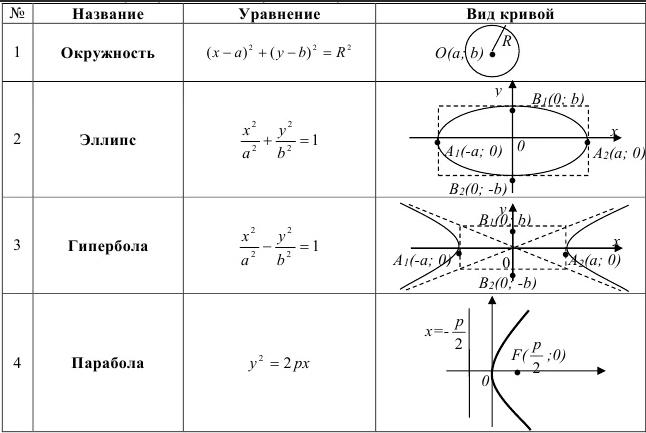 № Название Уравнение Вид кривой
1 Окружность (x − a)² + (y − b)² = R² O(a; b) R
2 Эллипс x²/a² + y²/b² = 1
y
B₁(0; b)
x
A₁(-a; 0) 0 A₂(a; 0)
B₂(0; -b)
3 Гипербола x²/a² − y²/b² = 1
y
B₁(0; b)
x
A₁(-a; 0) 0 A₂(a; 0)
B₂(0; -b)
4 Парабола y² = 2px
x=-p/2
F(p/2;0)
0